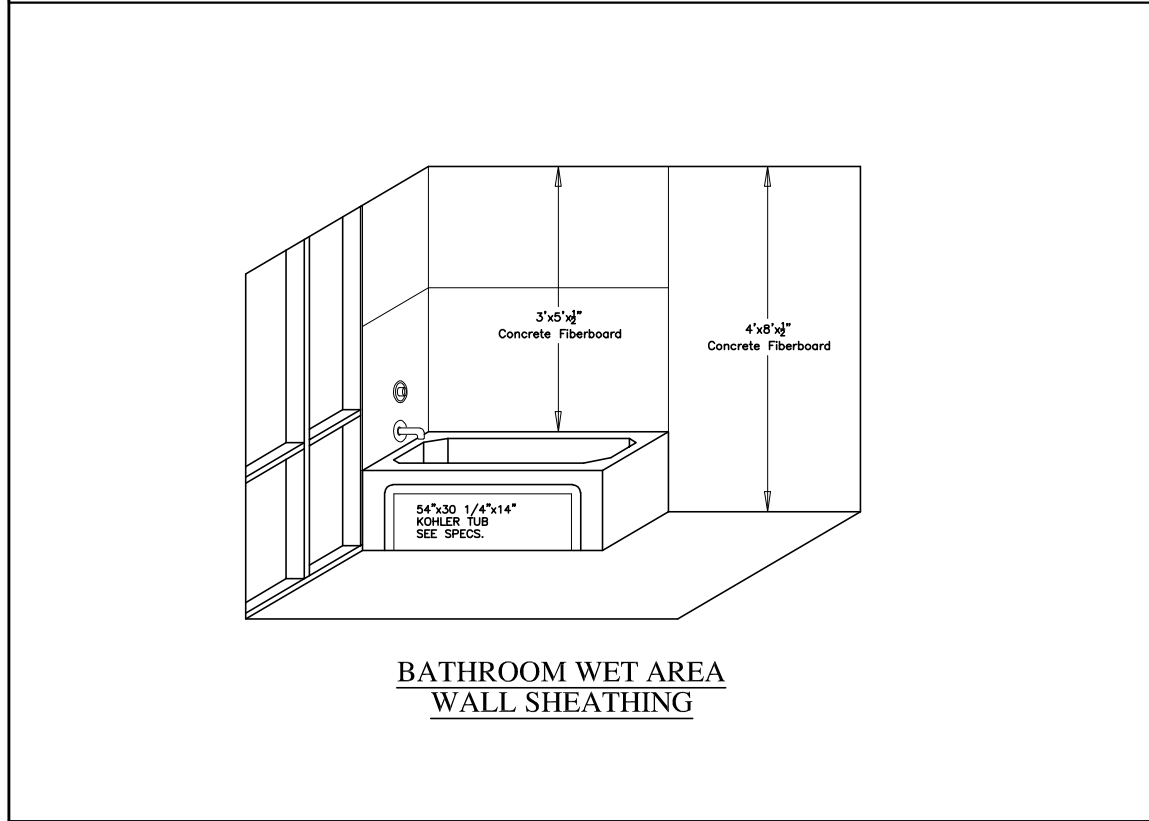 3'x5'x½"
Concrete Fiberboard
4'x8'x½"
Concrete Fiberboard
54"x30 1/4"x14"
KOHLER TUB
SEE SPECS.
BATHROOM WET AREA
WALL SHEATHING